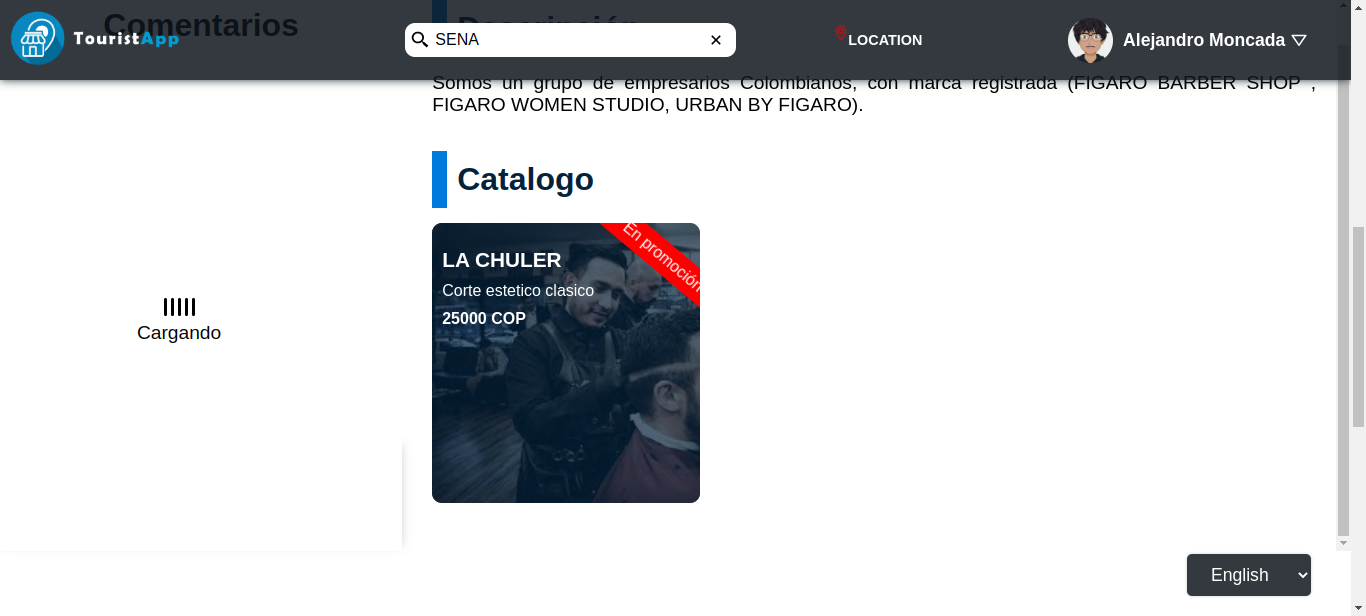 Comentarios
Descripción
TouristApp
SENA
LOCATION
Alejandro Moncada
Somos un grupo de empresarios Colombianos, con marca registrada (FIGARO BARBER SHOP ,
FIGARO WOMEN STUDIO, URBAN BY FIGARO).
Catalogo
En promoción
LA CHULER
Corte estetico clasico
25000 COP
Cargando
English